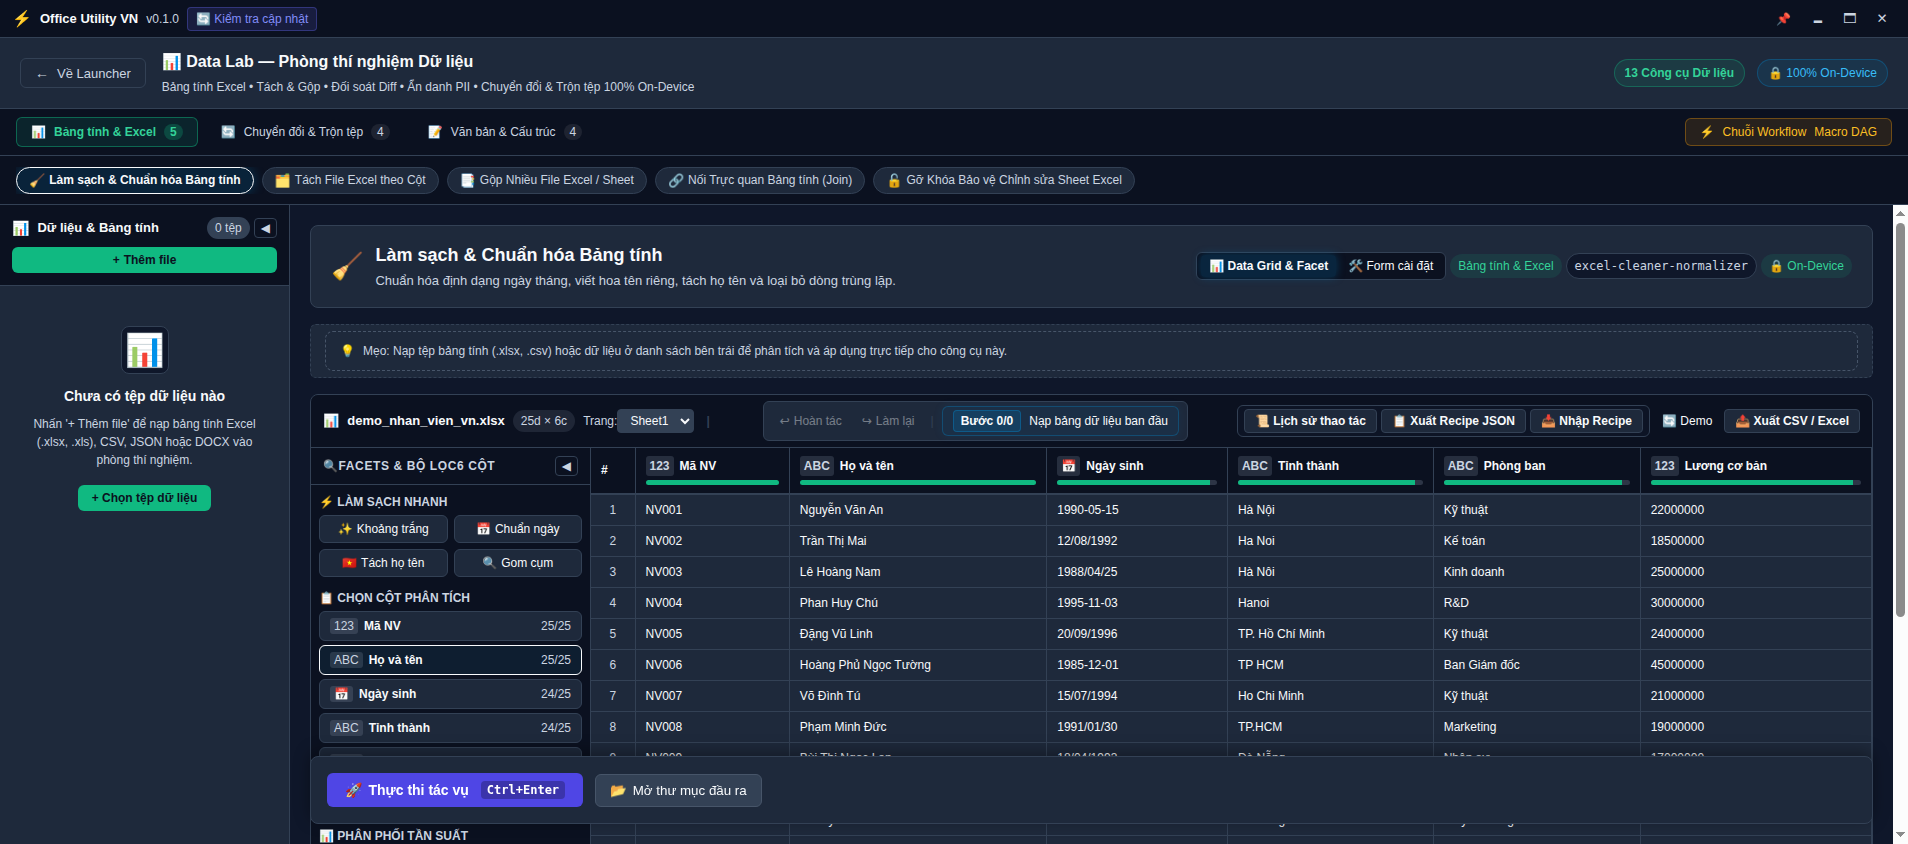 Office Utility VN v0.1.0 Kiểm tra cập nhật
← Về Launcher
Data Lab — Phòng thí nghiệm Dữ liệu
Bảng tính Excel • Tách & Gộp • Đối soát Diff • Ẩn danh PII • Chuyển đổi & Trộn tệp 100% On-Device
13 Công cụ Dữ liệu
100% On-Device
Bảng tính & Excel 5
Chuyển đổi & Trộn tệp 4
Văn bản & Cấu trúc 4
Chuỗi Workflow Macro DAG
Làm sạch & Chuẩn hóa Bảng tính
Tách File Excel theo Cột
Gộp Nhiều File Excel / Sheet
Nối Trực quan Bảng tính (Join)
Gỡ Khóa Bảo vệ Chỉnh sửa Sheet Excel
Dữ liệu & Bảng tính 0 tệp ◀
+ Thêm file
Chưa có tệp dữ liệu nào
Nhấn '+ Thêm file' để nạp bảng tính Excel
(.xlsx, .xls), CSV, JSON hoặc DOCX vào
phòng thí nghiệm.
+ Chọn tệp dữ liệu
Làm sạch & Chuẩn hóa Bảng tính
Chuẩn hóa định dạng ngày tháng, viết hoa tên riêng, tách họ tên và loại bỏ dòng trùng lặp.
Data Grid & Facet
Form cài đặt
Bảng tính & Excel
excel-cleaner-normalizer
On-Device
Mẹo: Nạp tệp bảng tính (.xlsx, .csv) hoặc dữ liệu ở danh sách bên trái để phân tích và áp dụng trực tiếp cho công cụ này.
demo_nhan_vien_vn.xlsx 25d × 6c Trang: Sheet1 |
↩ Hoàn tác ↪ Làm lại | Bước 0/0 Nạp bảng dữ liệu ban đầu
Lịch sử thao tác
Xuất Recipe JSON
Nhập Recipe
Demo
Xuất CSV / Excel
FACETS & BỘ LỌC6 CỘT ◀
LÀM SẠCH NHANH
Khoảng trắng
Chuẩn ngày
Tách họ tên
Gom cụm
CHỌN CỘT PHÂN TÍCH
123 Mã NV 25/25
ABC Họ và tên 25/25
Ngày sinh 24/25
ABC Tỉnh thành 24/25
PHÂN PHỐI TẦN SUẤT
# 123 Mã NV ABC Họ và tên Ngày sinh ABC Tỉnh thành ABC Phòng ban 123 Lương cơ bản
1 NV001 Nguyễn Văn An 1990-05-15 Hà Nội Kỹ thuật 22000000
2 NV002 Trần Thị Mai 12/08/1992 Ha Noi Kế toán 18500000
3 NV003 Lê Hoàng Nam 1988/04/25 Hà Nôi Kinh doanh 25000000
4 NV004 Phan Huy Chú 1995-11-03 Hanoi R&D 30000000
5 NV005 Đặng Vũ Linh 20/09/1996 TP. Hồ Chí Minh Kỹ thuật 24000000
6 NV006 Hoàng Phủ Ngọc Tường 1985-12-01 TP HCM Ban Giám đốc 45000000
7 NV007 Võ Đình Tú 15/07/1994 Ho Chi Minh Kỹ thuật 21000000
8 NV008 Phạm Minh Đức 1991/01/30 TP.HCM Marketing 19000000
Thực thi tác vụ Ctrl+Enter
Mở thư mục đầu ra